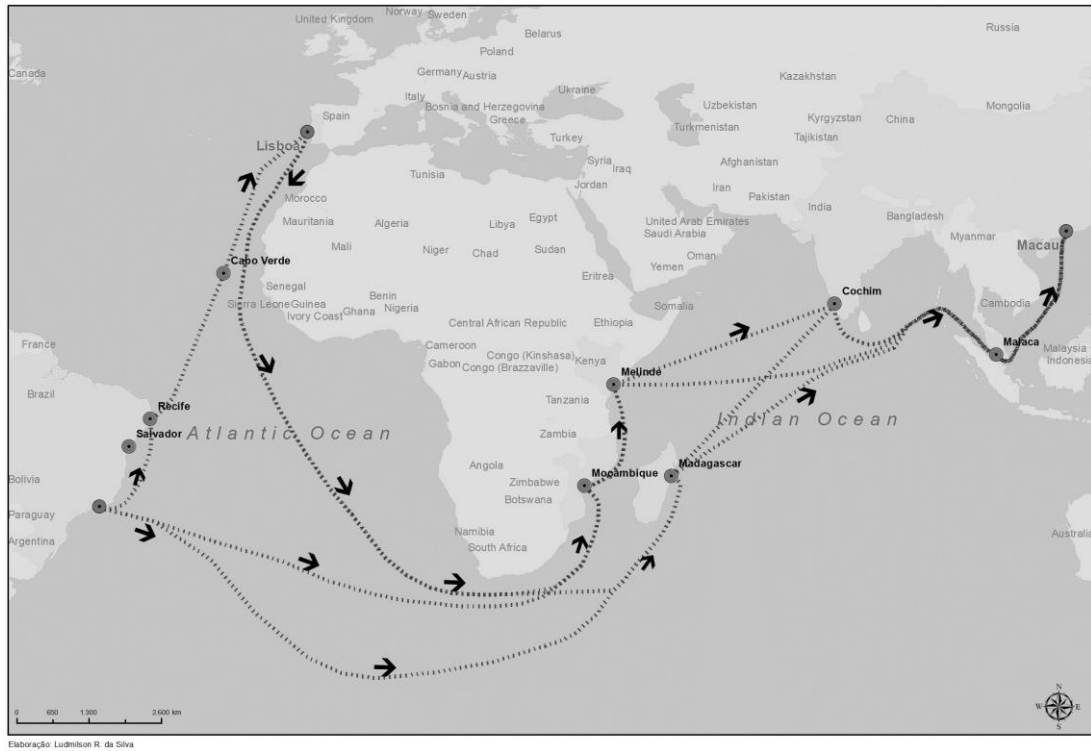 Norway
Sweden
United Kingdom
Belarus
Russia
Poland
Canada
Germany
Austria
Kazakhstan
Ukraine
Italy
Bosnia and Herzegovina
Uzbekistan
Mongolia
Spain
Greece
Kyrgyzstan
China
Turkmenistan
Turkey
Tajikistan
Lisboa
Syria
Afghanistan
Tunisia
Iraq
Jordan
Iran
Morocco
Pakistan
India
Mauritania
Algeria
Libya
Egypt
United Arab Emirates
Bangladesh
Saudi Arabia
Myanmar
Macau
Mali
Niger
Chad
Sudan
Oman
Yemen
Cabo Verde
Eritrea
Senegal
Cochim
Benin
Sierra Leone
Guinea
Somalia
Cambodia
Ivory Coast
Ghana
Nigeria
Central African Republic
Ethiopia
Malaca
France
Cameroon
Malaysia
Congo (Kinshasa)
Kenya
Indonesia
Gabon
Congo (Brazzaville)
Melinde
Brazil
Tanzania
Recife
Indian Ocean
Salvador
Atlantic Ocean
Zambia
Angola
Madagascar
Moçambique
Bolivia
Zimbabwe
Botswana
Paraguay
Namibia
Argentina
Australia
South Africa
N
W
E
S
0 650 1.300 2.600 km
Elaboração: Ludmilson R. da Silva